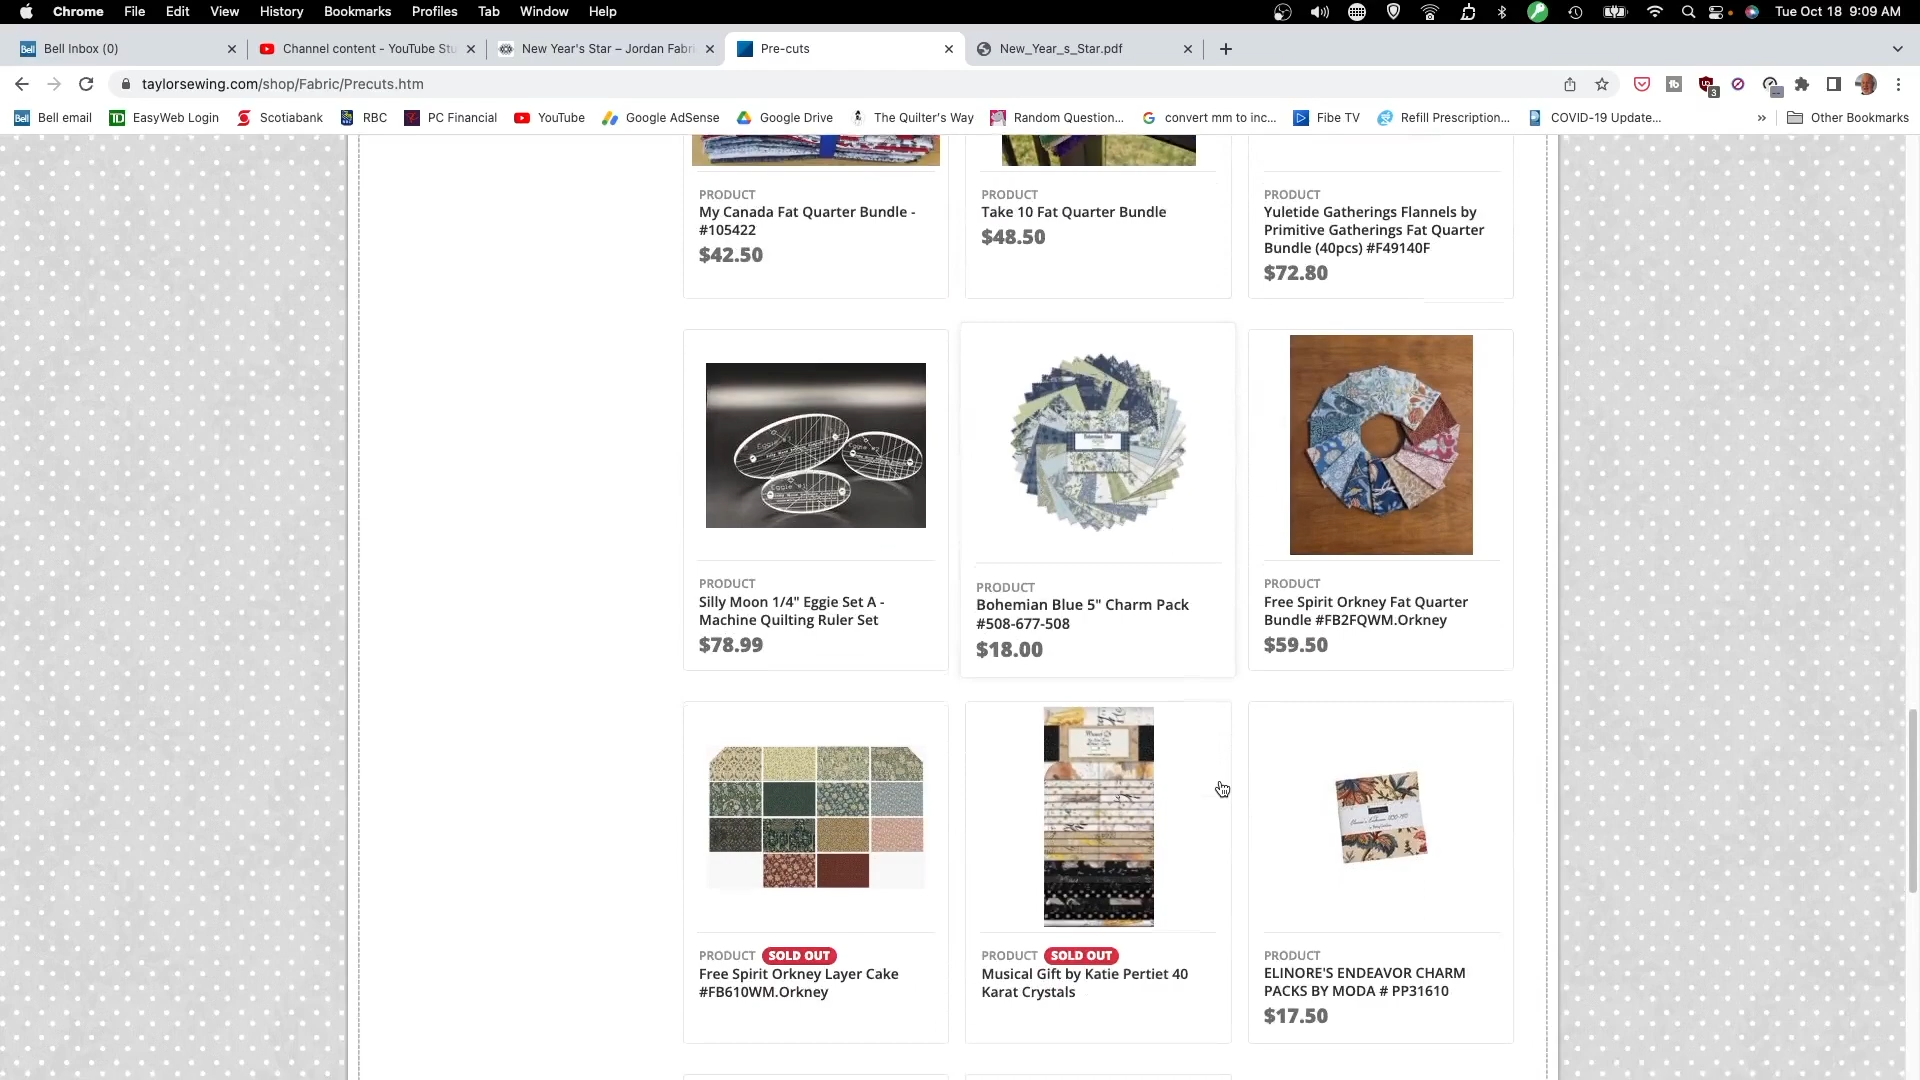 Chrome File Edit View History Bookmarks Profiles Tab Window Help Tue Oct 18 9:09 AM
Bell Bell Inbox (0) Channel content - YouTube Stu New Year's Star – Jordan Fabri Pre-cuts New_Year_s_Star.pdf
taylorsewing.com/shop/Fabric/Precuts.htm
Bell Bell email TD EasyWeb Login Scotiabank RBC PC Financial YouTube Google AdSense Google Drive The Quilter's Way Random Question... convert mm to inc... Fibe TV Refill Prescription... COVID-19 Update... » Other Bookmarks
PRODUCT
My Canada Fat Quarter Bundle -
#105422
$42.50
PRODUCT
Take 10 Fat Quarter Bundle
$48.50
PRODUCT
Yuletide Gatherings Flannels by
Primitive Gatherings Fat Quarter
Bundle (40pcs) #F49140F
$72.80
PRODUCT
Silly Moon 1/4" Eggie Set A -
Machine Quilting Ruler Set
$78.99
PRODUCT
Bohemian Blue 5" Charm Pack
#508-677-508
$18.00
PRODUCT
Free Spirit Orkney Fat Quarter
Bundle #FB2FQWM.Orkney
$59.50
PRODUCT SOLD OUT
Free Spirit Orkney Layer Cake
#FB610WM.Orkney
PRODUCT SOLD OUT
Musical Gift by Katie Pertiet 40
Karat Crystals
PRODUCT
ELINORE'S ENDEAVOR CHARM
PACKS BY MODA # PP31610
$17.50